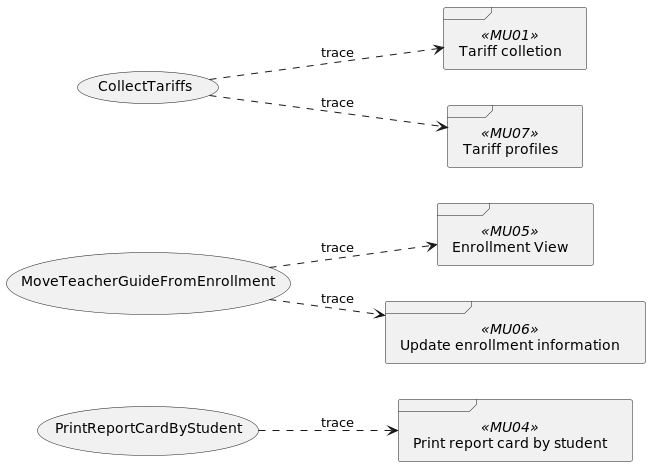 trace
«MU01»
Tariff colletion
CollectTariffs
trace
«MU07»
Tariff profiles
trace
«MU05»
Enrollment View
MoveTeacherGuideFromEnrollment
trace
«MU06»
Update enrollment information
PrintReportCardByStudent
trace
«MU04»
Print report card by student